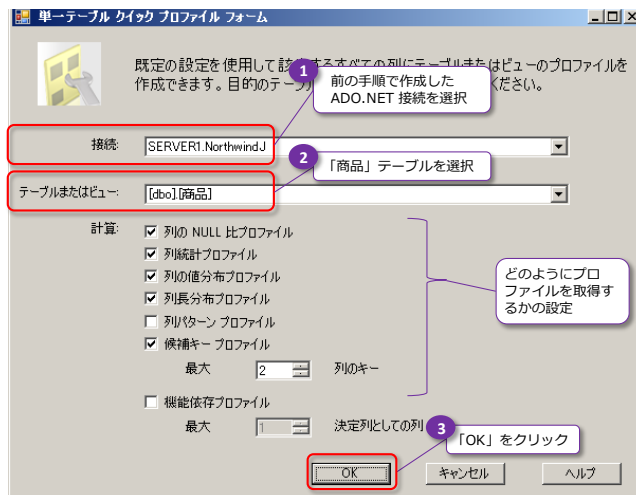 単一テーブル クイック プロファイル フォーム
既定の設定を使用して該
するすべての列にテーブルまたはビューのプロファイルを
作成できます。目的のテーブ
ください。
1
前の手順で作成した
ADO.NET 接続を選択
接続:
SERVER1.NorthwindJ
2
「商品」テーブルを選択
テーブルまたはビュー:
[dbo].[商品]
計算:
列の NULL 比プロファイル
列統計プロファイル
列の値分布プロファイル
列長分布プロファイル
列パターン プロファイル
候補キー プロファイル
最大 2 列のキー
どのようにプロ
ファイルを取得す
るかの設定
機能依存プロファイル
最大 1 決定列としての列
3
「OK」をクリック
OK キャンセル ヘルプ